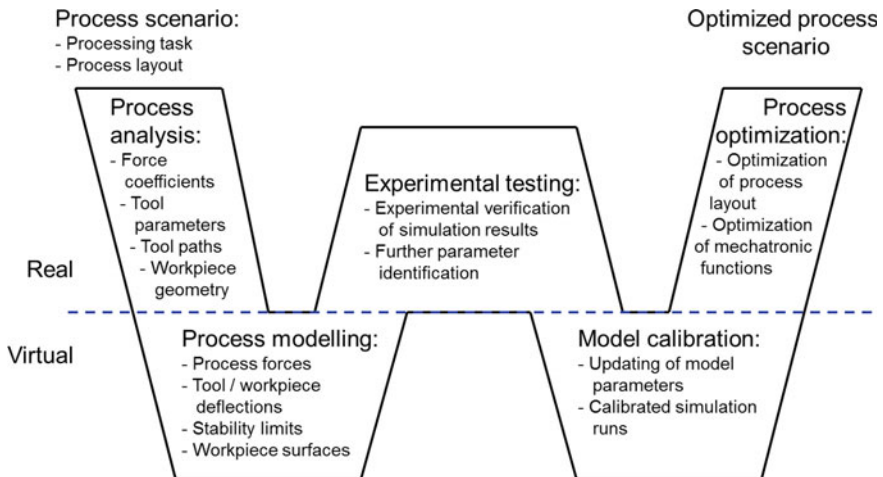 Process scenario:
- Processing task
- Process layout
Optimized process
scenario
Process
analysis:
- Force
coefficients
- Tool
parameters
- Tool paths
- Workpiece
geometry
Experimental testing:
- Experimental verification
of simulation results
- Further parameter
identification
Process
optimization:
- Optimization
of process
layout
- Optimization
of mechatronic
functions
Real
Virtual
Process modelling:
- Process forces
- Tool / workpiece
deflections
- Stability limits
- Workpiece surfaces
Model calibration:
- Updating of model
parameters
- Calibrated simulation
runs